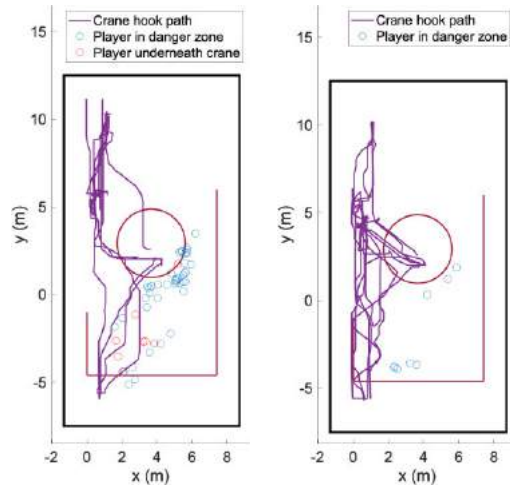 Crane hook path
Player in danger zone
Player underneath crane
15
10
5
0
-5
y (m)
-2 0 2 4 6 8
x (m)
Crane hook path
Player in danger zone
15
10
5
0
-5
y (m)
-2 0 2 4 6 8
x (m)